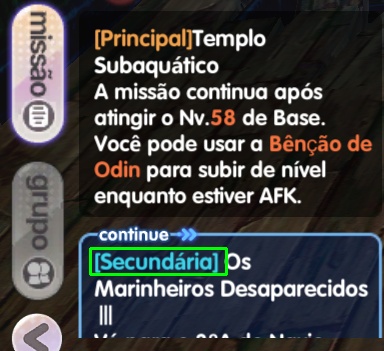 missão
grupo
[Principal]Templo
Subaquático
A missão continua após
atingir o Nv.58 de Base.
Você pode usar a Bênção de
Odin para subir de nível
enquanto estiver AFK.
continue
[Secundária] Os
Marinheiros Desaparecidos
III